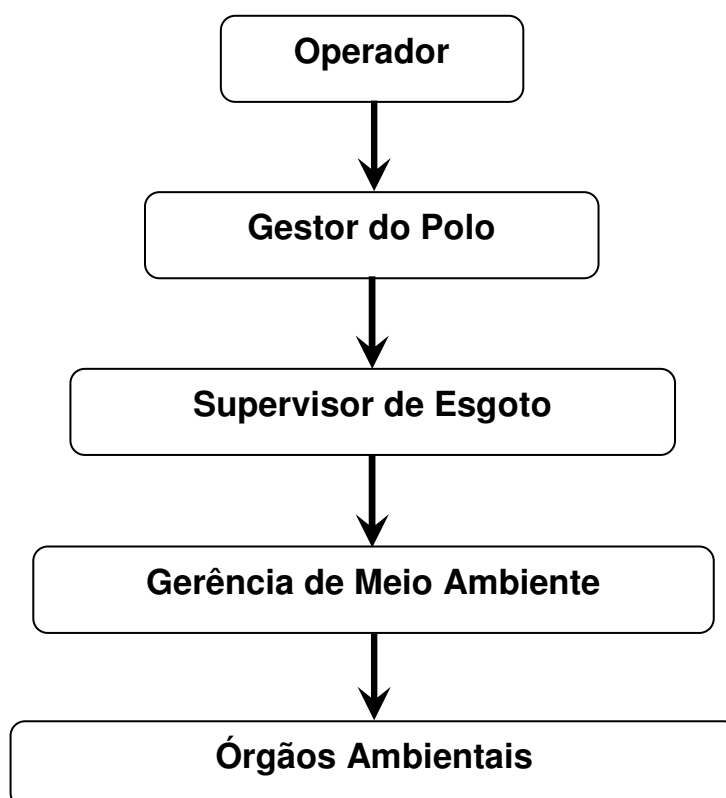 Operador
Gestor do Polo
Supervisor de Esgoto
Gerência de Meio Ambiente
Órgãos Ambientais